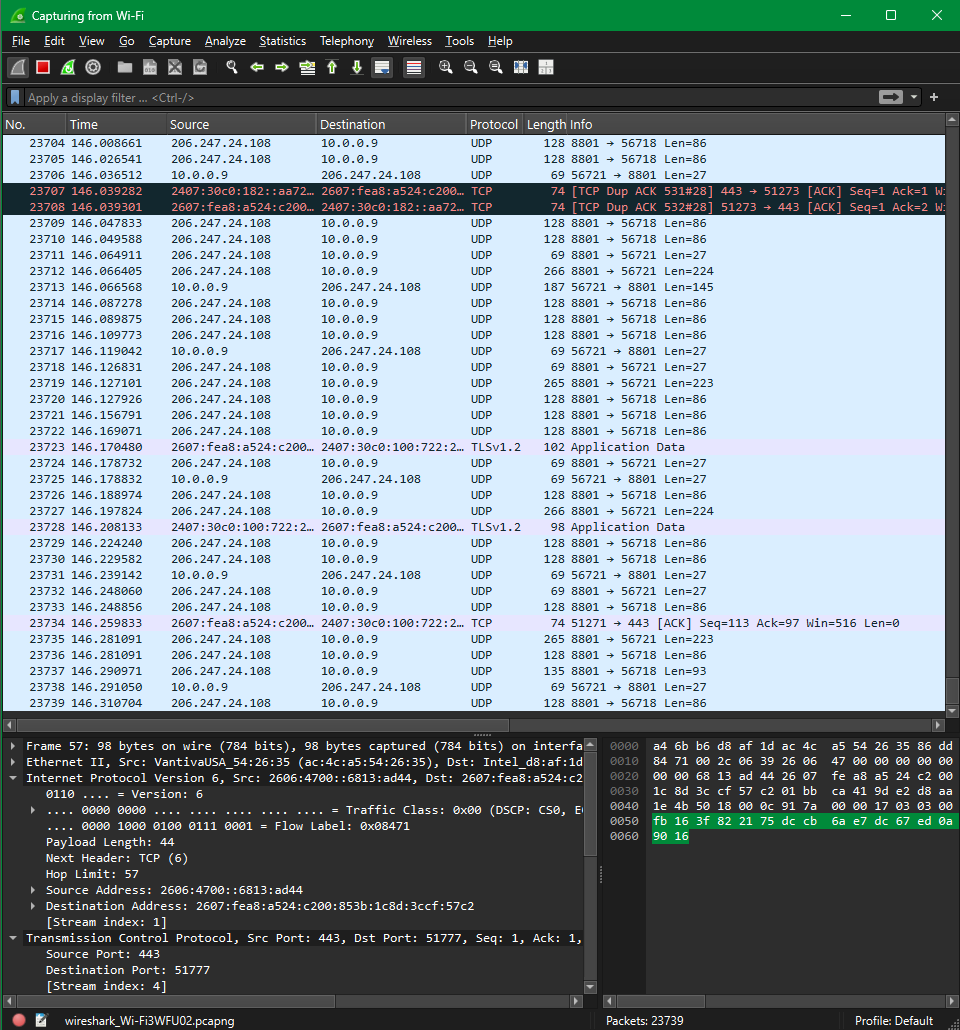 Capturing from Wi-Fi
File Edit View Go Capture Analyze Statistics Telephony Wireless Tools Help
Apply a display filter ... <Ctrl-/>
No. Time Source Destination Protocol Length Info
23704 146.008661 206.247.24.108 10.0.0.9 UDP 128 8801 → 56718 Len=86
23705 146.026541 206.247.24.108 10.0.0.9 UDP 128 8801 → 56718 Len=86
23706 146.036512 10.0.0.9 206.247.24.108 UDP 69 56721 → 8801 Len=27
23707 146.039282 2407:30c0:182::aa72… 2607:fea8:a524:c200… TCP 74 [TCP Dup ACK 531#28] 443 → 51273 [ACK] Seq=1 Ack=1 Wi
23708 146.039301 2607:fea8:a524:c200… 2407:30c0:182::aa72… TCP 74 [TCP Dup ACK 532#28] 51273 → 443 [ACK] Seq=1 Ack=2 Wi
23709 146.047833 206.247.24.108 10.0.0.9 UDP 128 8801 → 56718 Len=86
23710 146.049588 206.247.24.108 10.0.0.9 UDP 128 8801 → 56718 Len=86
23711 146.064911 206.247.24.108 10.0.0.9 UDP 69 8801 → 56721 Len=27
23712 146.066405 206.247.24.108 10.0.0.9 UDP 266 8801 → 56721 Len=224
23713 146.066568 10.0.0.9 206.247.24.108 UDP 187 56721 → 8801 Len=145
23714 146.087278 206.247.24.108 10.0.0.9 UDP 128 8801 → 56718 Len=86
23715 146.089875 206.247.24.108 10.0.0.9 UDP 128 8801 → 56718 Len=86
23716 146.109773 206.247.24.108 10.0.0.9 UDP 128 8801 → 56718 Len=86
23717 146.119042 10.0.0.9 206.247.24.108 UDP 69 56721 → 8801 Len=27
23718 146.126831 206.247.24.108 10.0.0.9 UDP 69 8801 → 56721 Len=27
23719 146.127101 206.247.24.108 10.0.0.9 UDP 265 8801 → 56721 Len=223
23720 146.127926 206.247.24.108 10.0.0.9 UDP 128 8801 → 56718 Len=86
23721 146.156791 206.247.24.108 10.0.0.9 UDP 128 8801 → 56718 Len=86
23722 146.169071 206.247.24.108 10.0.0.9 UDP 128 8801 → 56718 Len=86
23723 146.170480 2607:fea8:a524:c200… 2407:30c0:100:722:2… TLSv1.2 102 Application Data
23724 146.178732 206.247.24.108 10.0.0.9 UDP 69 8801 → 56721 Len=27
23725 146.178832 10.0.0.9 206.247.24.108 UDP 69 56721 → 8801 Len=27
23726 146.188974 206.247.24.108 10.0.0.9 UDP 128 8801 → 56718 Len=86
23727 146.197824 206.247.24.108 10.0.0.9 UDP 266 8801 → 56721 Len=224
23728 146.208133 2407:30c0:100:722:2… 2607:fea8:a524:c200… TLSv1.2 98 Application Data
23729 146.224240 206.247.24.108 10.0.0.9 UDP 128 8801 → 56718 Len=86
23730 146.229582 206.247.24.108 10.0.0.9 UDP 128 8801 → 56718 Len=86
23731 146.239142 10.0.0.9 206.247.24.108 UDP 69 56721 → 8801 Len=27
23732 146.248060 206.247.24.108 10.0.0.9 UDP 69 8801 → 56721 Len=27
23733 146.248856 206.247.24.108 10.0.0.9 UDP 128 8801 → 56718 Len=86
23734 146.259833 2607:fea8:a524:c200… 2407:30c0:100:722:2… TCP 74 51271 → 443 [ACK] Seq=113 Ack=97 Win=516 Len=0
23735 146.281091 206.247.24.108 10.0.0.9 UDP 265 8801 → 56721 Len=223
23736 146.281091 206.247.24.108 10.0.0.9 UDP 128 8801 → 56718 Len=86
23737 146.290971 206.247.24.108 10.0.0.9 UDP 135 8801 → 56718 Len=93
23738 146.291050 10.0.0.9 206.247.24.108 UDP 69 56721 → 8801 Len=27
23739 146.310704 206.247.24.108 10.0.0.9 UDP 128 8801 → 56718 Len=86
Frame 57: 98 bytes on wire (784 bits), 98 bytes captured (784 bits) on interfa
Ethernet II, Src: VantivaUSA_54:26:35 (ac:4c:a5:54:26:35), Dst: Intel_d8:af:1d
Internet Protocol Version 6, Src: 2606:4700::6813:ad44, Dst: 2607:fea8:a524:c2
0110 .... = Version: 6
.... 0000 0000 .... .... .... .... .... = Traffic Class: 0x00 (DSCP: CS0, EC
.... 0000 1000 0100 0111 0001 = Flow Label: 0x08471
Payload Length: 44
Next Header: TCP (6)
Hop Limit: 57
Source Address: 2606:4700::6813:ad44
Destination Address: 2607:fea8:a524:c200:853b:1c8d:3ccf:57c2
[Stream index: 1]
Transmission Control Protocol, Src Port: 443, Dst Port: 51777, Seq: 1, Ack: 1,
Source Port: 443
Destination Port: 51777
[Stream index: 4]
0000 a4 6b b6 d8 af 1d ac 4c a5 54 26 35 86 dd
0010 84 71 00 2c 06 39 26 06 47 00 00 00 00 00
0020 00 00 68 13 ad 44 26 07 fe a8 a5 24 c2 00
0030 1c 8d 3c cf 57 c2 01 bb ca 41 9d e2 d8 aa
0040 1e 4b 50 18 00 0c 91 7a 00 00 17 03 03 00
0050 fb 16 3f 82 21 75 dc cb 6a e7 dc 67 ed 0a
0060 90 16
wireshark_Wi-Fi3WFU02.pcapng
Packets: 23739
Profile: Default